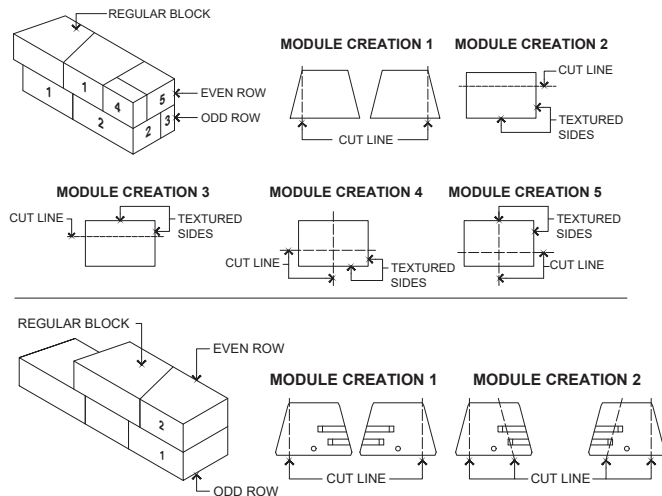 REGULAR BLOCK
1
1
4
5
2
2
3
EVEN ROW
ODD ROW
MODULE CREATION 1
CUT LINE
MODULE CREATION 2
CUT LINE
TEXTURED
SIDES
MODULE CREATION 3
CUT LINE
TEXTURED
SIDES
MODULE CREATION 4
CUT LINE
TEXTURED
SIDES
MODULE CREATION 5
TEXTURED
SIDES
CUT LINE
REGULAR BLOCK
EVEN ROW
2
1
ODD ROW
MODULE CREATION 1
CUT LINE
MODULE CREATION 2
CUT LINE